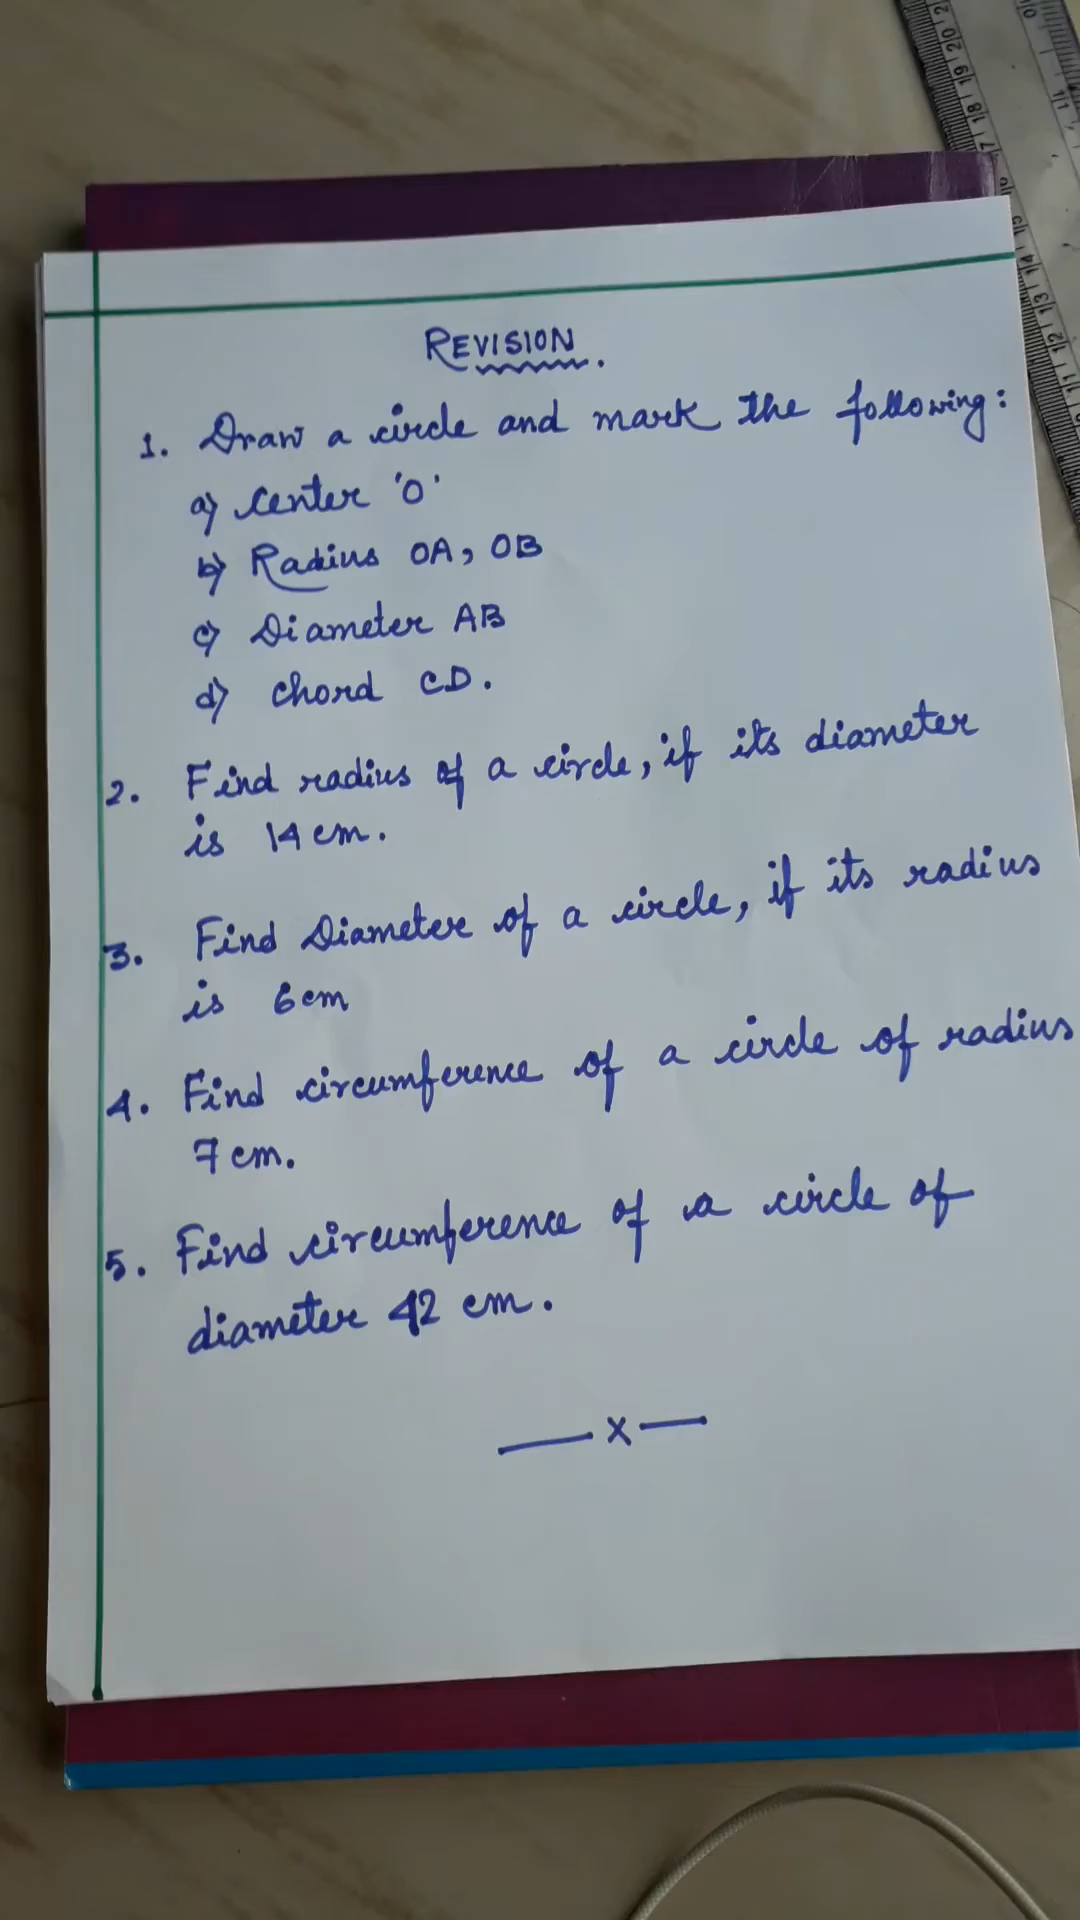 REVISION.
1. Draw a circle and mark the following:
a) center 'O'
b) Radius OA, OB
c) Diameter AB
d) chord CD.
2. Find radius of a circle, if its diameter
is 14 cm.
3. Find Diameter of a circle, if its radius
is 6cm
4. Find circumference of a circle of radius
7 cm.
5. Find circumference of a circle of
diameter 42 cm.
—x—